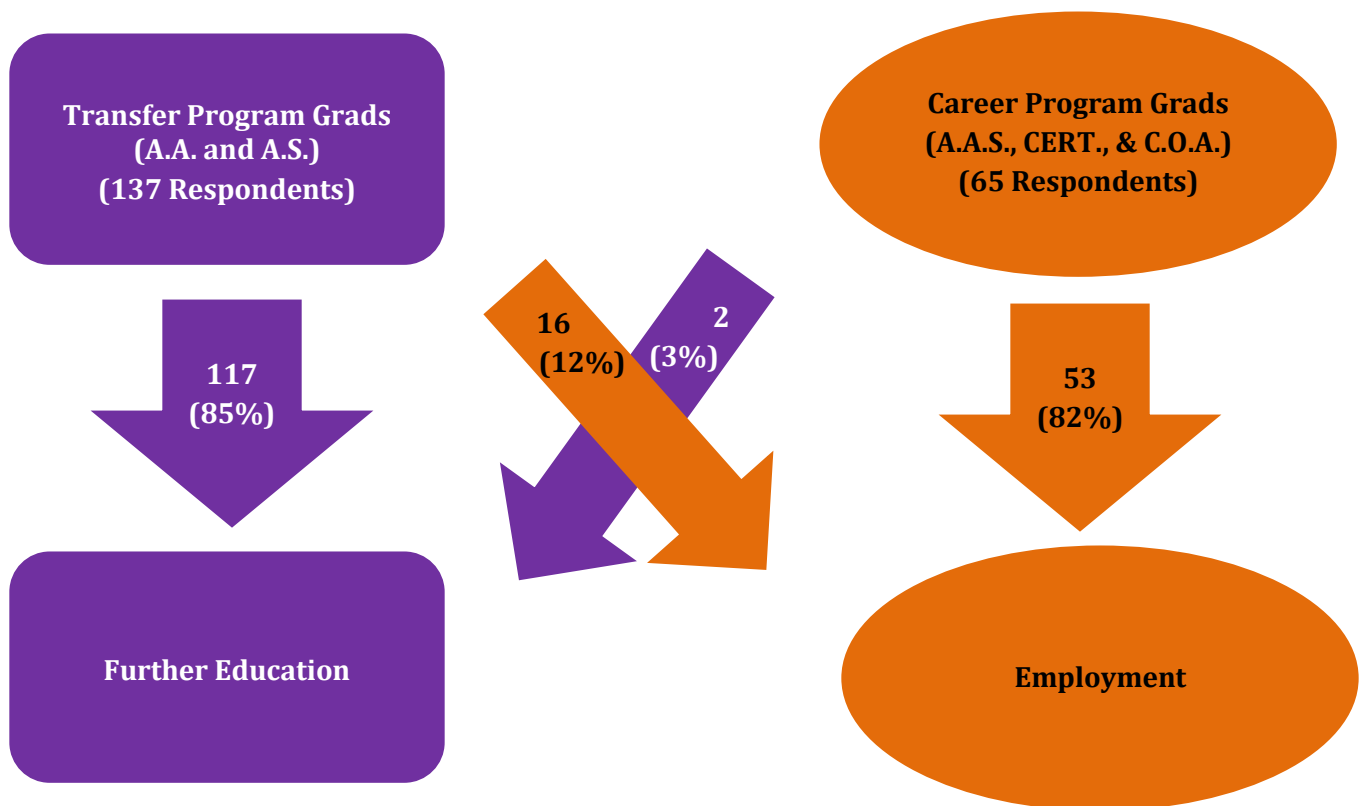 Transfer Program Grads
(A.A. and A.S.)
(137 Respondents)
Career Program Grads
(A.A.S., CERT., & C.O.A.)
(65 Respondents)
117
(85%)
16
(12%)
2
(3%)
53
(82%)
Further Education
Employment